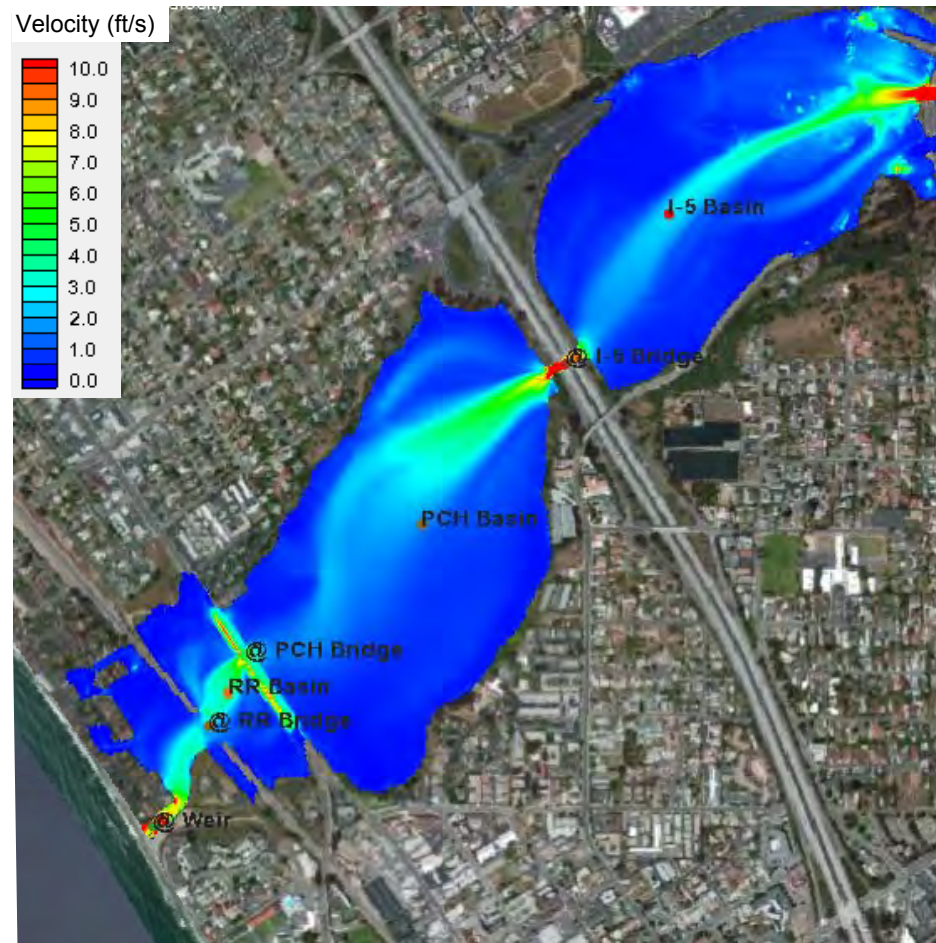 Velocity (ft/s)
10.0
9.0
8.0
7.0
6.0
5.0
4.0
3.0
2.0
1.0
0.0
I-5 Basin
@ I-5 Bridge
PCH Basin
@ PCH Bridge
RR Basin
@ RR Bridge
@ Weir